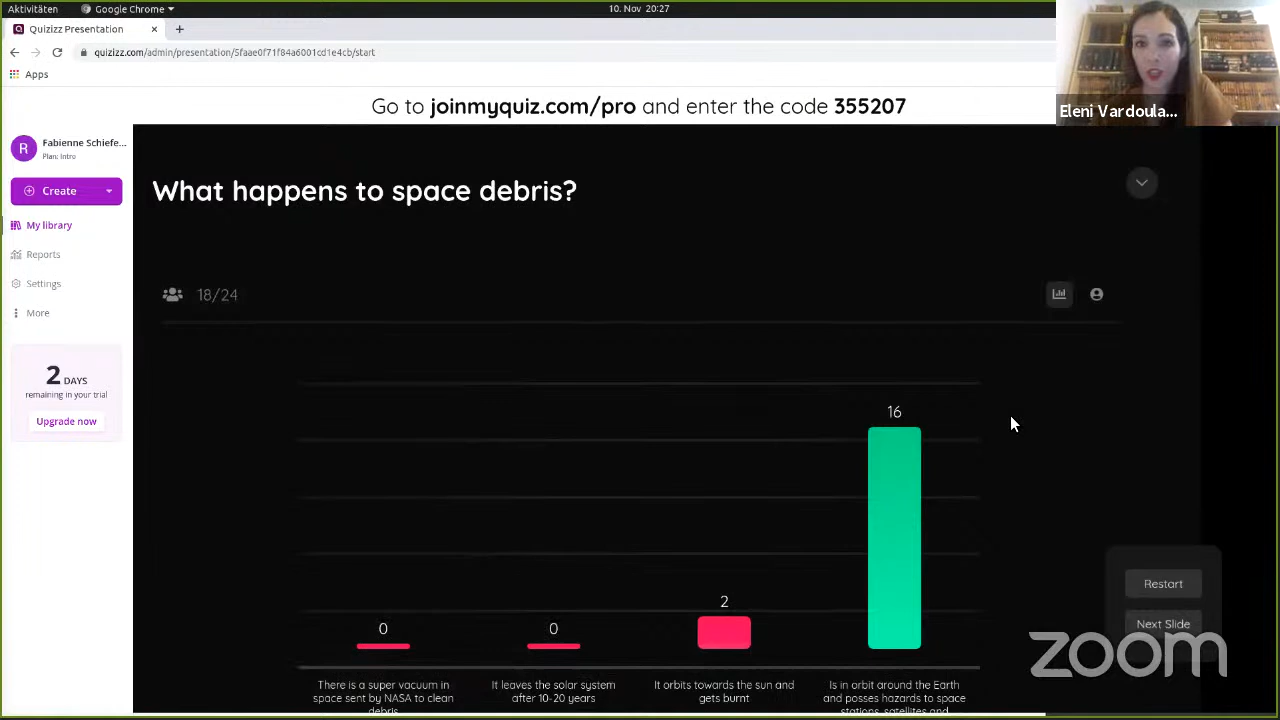 Aktivitäten
Google Chrome
10. Nov 20:27
Quizizz Presentation
quizizz.com/admin/presentation/5faae0f71f84a6001cd1e4cb/start
Apps
Go to joinmyquiz.com/pro and enter the code 355207
Eleni Vardoula...
R
Fabienne Schiefe...
Plan: Intro
Create
My library
Reports
Settings
More
2 DAYS
remaining in your trial
Upgrade now
What happens to space debris?
18/24
0
0
2
16
There is a super vacuum in
space sent by NASA to clean
debris
It leaves the solar system
after 10-20 years
It orbits towards the sun and
gets burnt
Is in orbit around the Earth
and posses hazards to space
stations, satellites and
Restart
Next Slide
zoom